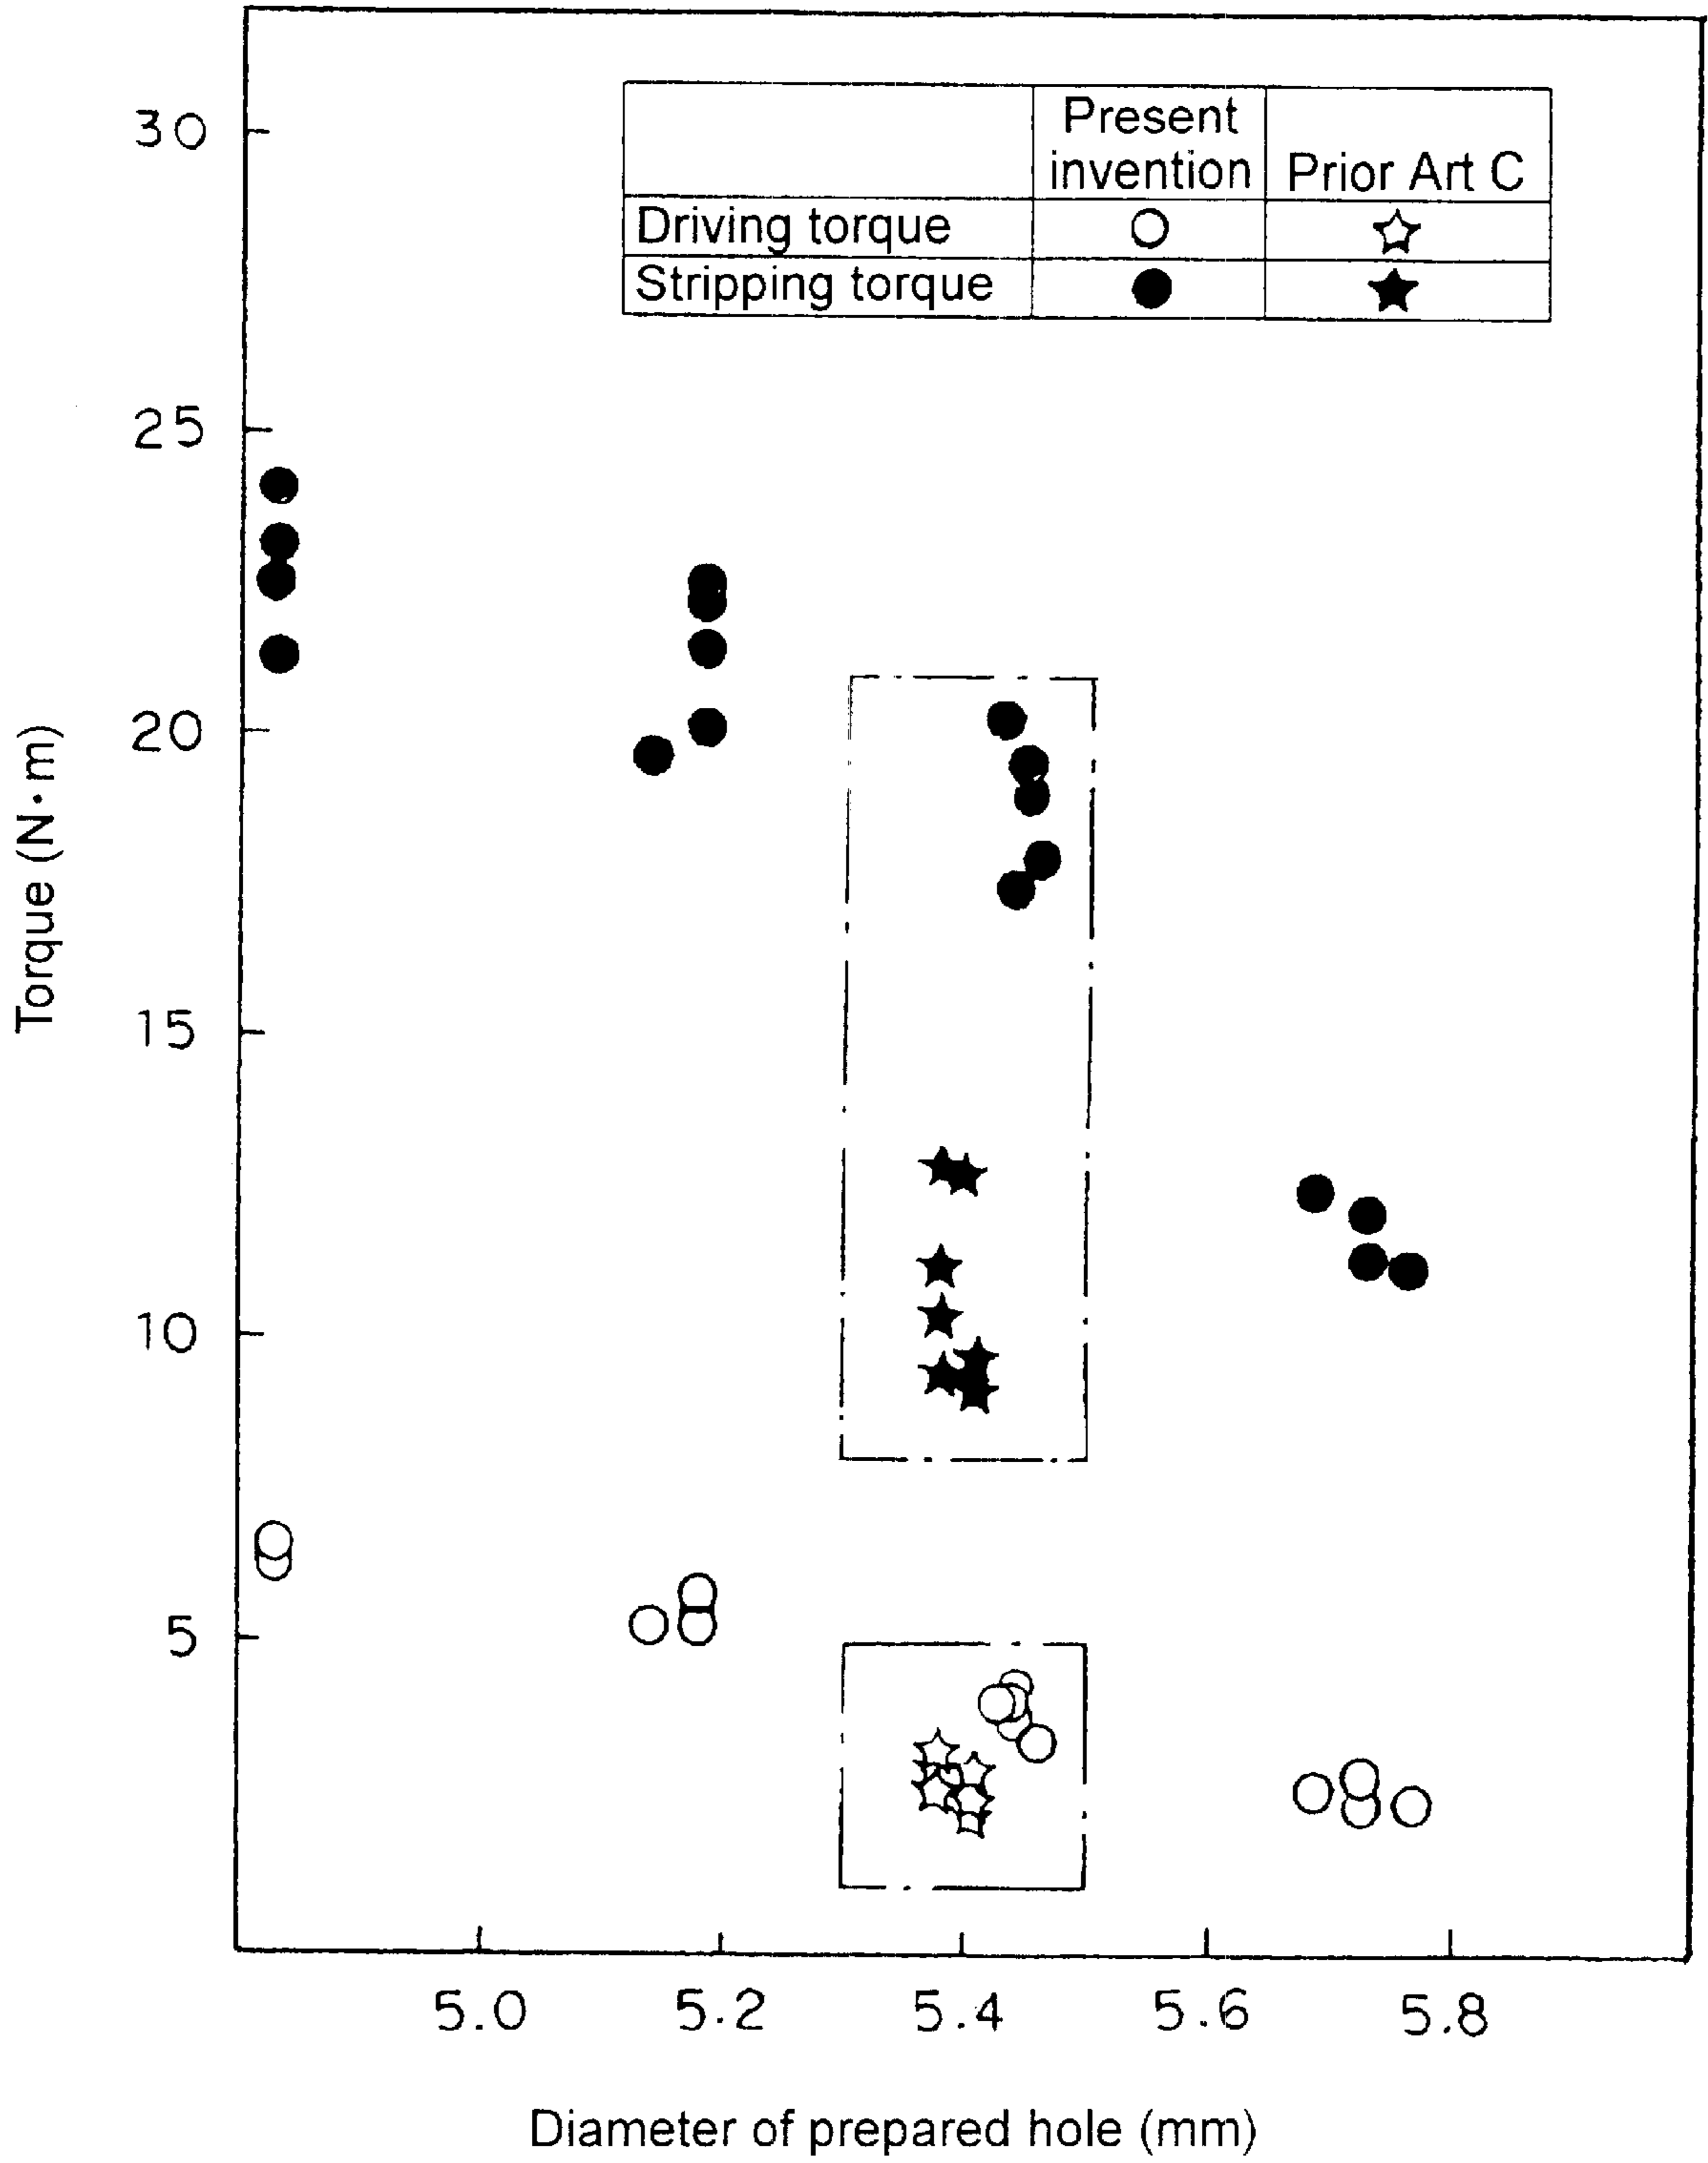 30
25
20
15
10
5
Torque (N·m)
Present
invention
Prior Art C
Driving torque
Stripping torque
5.0 5.2 5.4 5.6 5.8
Diameter of prepared hole (mm)